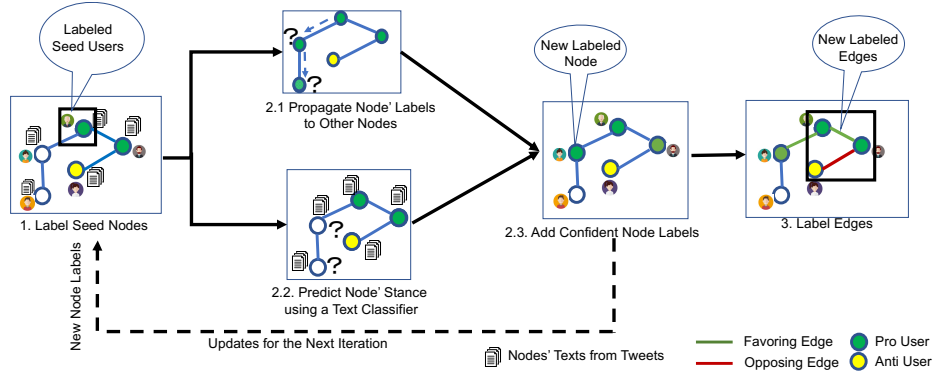 Labeled
Seed Users
1. Label Seed Nodes
?
?
2.1 Propagate Node' Labels
to Other Nodes
?
?
2.2. Predict Node' Stance
using a Text Classifier
New Labeled
Node
2.3. Add Confident Node Labels
New Labeled
Edges
3. Label Edges
New Node Labels
Updates for the Next Iteration
Nodes' Texts from Tweets
Favoring Edge
Opposing Edge
Pro User
Anti User